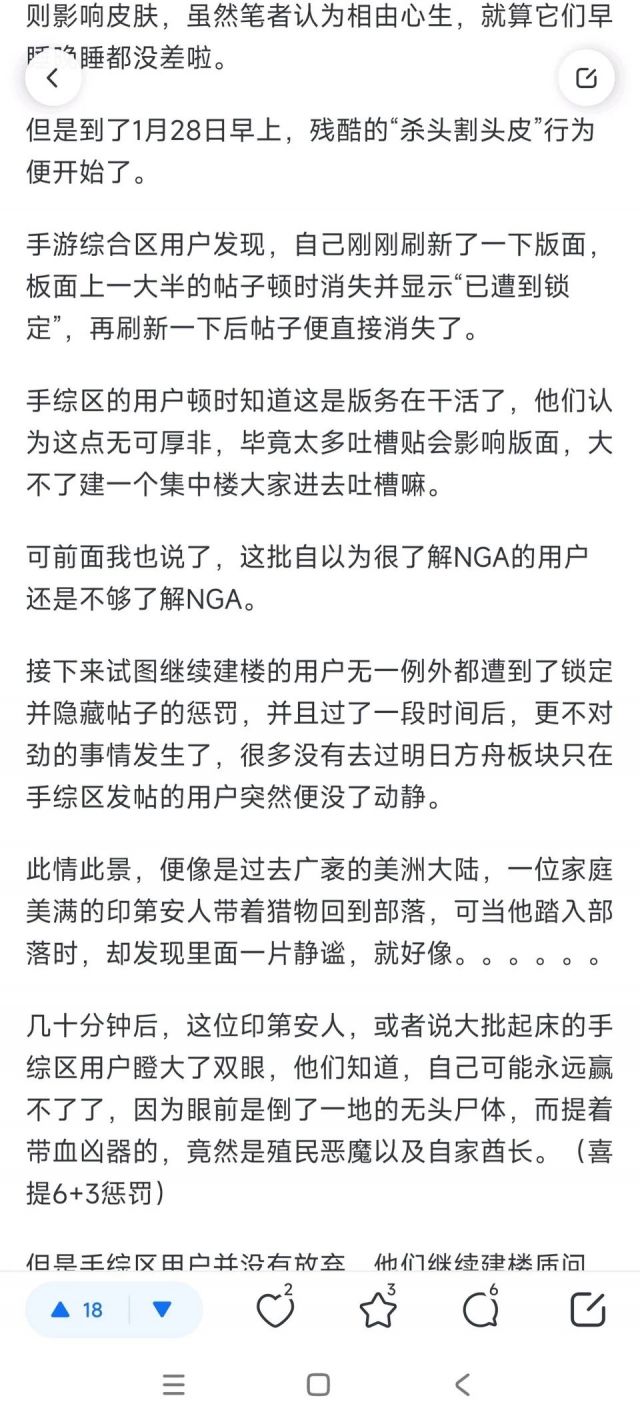 则影响皮肤，虽然笔者认为相由心生，就算它们早
睡晚睡都没差啦。
但是到了1月28日早上，残酷的“杀头割头皮”行为
便开始了。
手游综合区用户发现，自己刚刚刷新了一下版面，
板面上一大半的帖子顿时消失并显示“已遭到锁
定”，再刷新一下后帖子便直接消失了。
手综区的用户顿时知道这是版务在干活了，他们认
为这点无可厚非，毕竟太多吐槽贴会影响版面，大
不了建一个集中楼大家进去吐槽嘛。
可前面我也说了，这批自以为很了解NGA的用户
还是不够了解NGA。
接下来试图继续建楼的用户无一例外都遭到了锁定
并隐藏帖子的惩罚，并且过了一段时间后，更不对
劲的事情发生了，很多没有去过明日方舟板块只在
手综区发帖的用户突然便没了动静。
此情此景，便像是过去广袤的美洲大陆，一位家庭
美满的印第安人带着猎物回到部落，可当他踏入部
落时，却发现里面一片静谧，就好像。。。。。。
几十分钟后，这位印第安人，或者说大批起床的手
综区用户瞪大了双眼，他们知道，自己可能永远赢
不了了，因为眼前是倒了一地的无头尸体，而提着
带血凶器的，竟然是殖民恶魔以及自家酋长。（喜
提6+3惩罚）
但是手综区用户并没有放弃，他们继续建楼质问
18
2
3
6